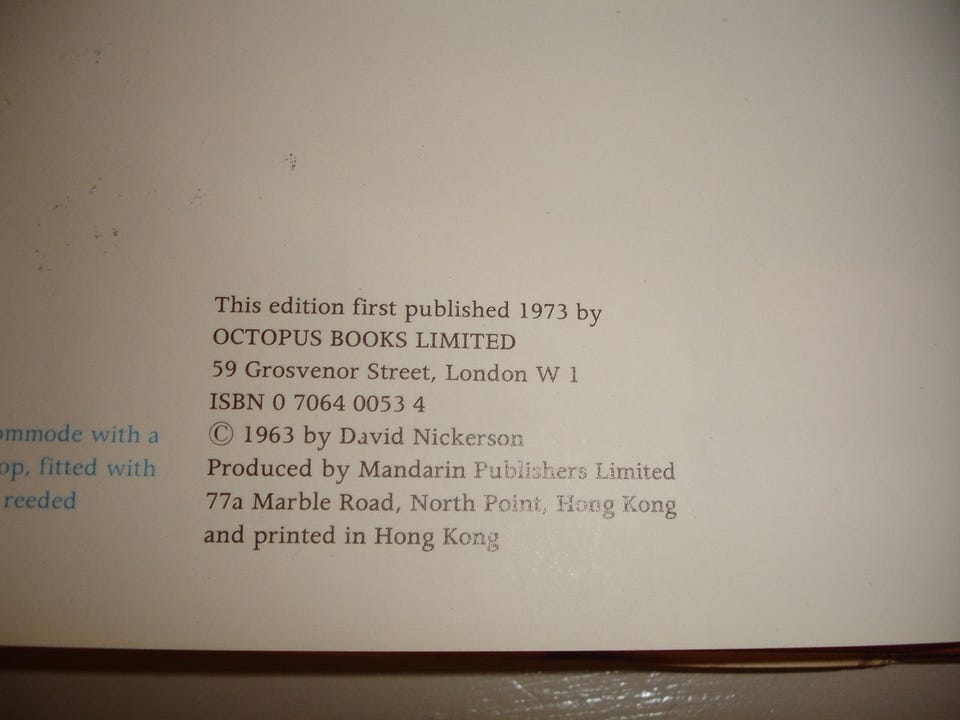 This edition first published 1973 by
OCTOPUS BOOKS LIMITED
59 Grosvenor Street, London W 1
ISBN 0 7064 0053 4
© 1963 by David Nickerson
Produced by Mandarin Publishers Limited
77a Marble Road, North Point, Hong Kong
and printed in Hong Kong
ommode with a
op, fitted with
reeded